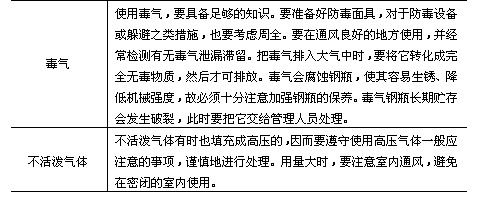 使用毒气，要具备足够的知识。要准备好防毒面具，对于防毒设备
或躲避之类措施，也要考虑周全。要在通风良好的地方使用，并经
常检测有无毒气泄漏滞留。把毒气排入大气中时，要将它转化成完
毒气
全无毒物质，然后才可排放。毒气会腐蚀钢瓶，使其容易生锈、降
低机械强度，故必须十分注意加强钢瓶的保养。毒气钢瓶长期贮存
会发生破裂，此时要把它交给管理人员处理。
不活泼气体有时也填充成高压的，因而要遵守使用高压气体一般应
不活泼气体
注意的事项，谨慎地进行处理。用量大时，要注意室内通风，避免
在密闭的室内使用。